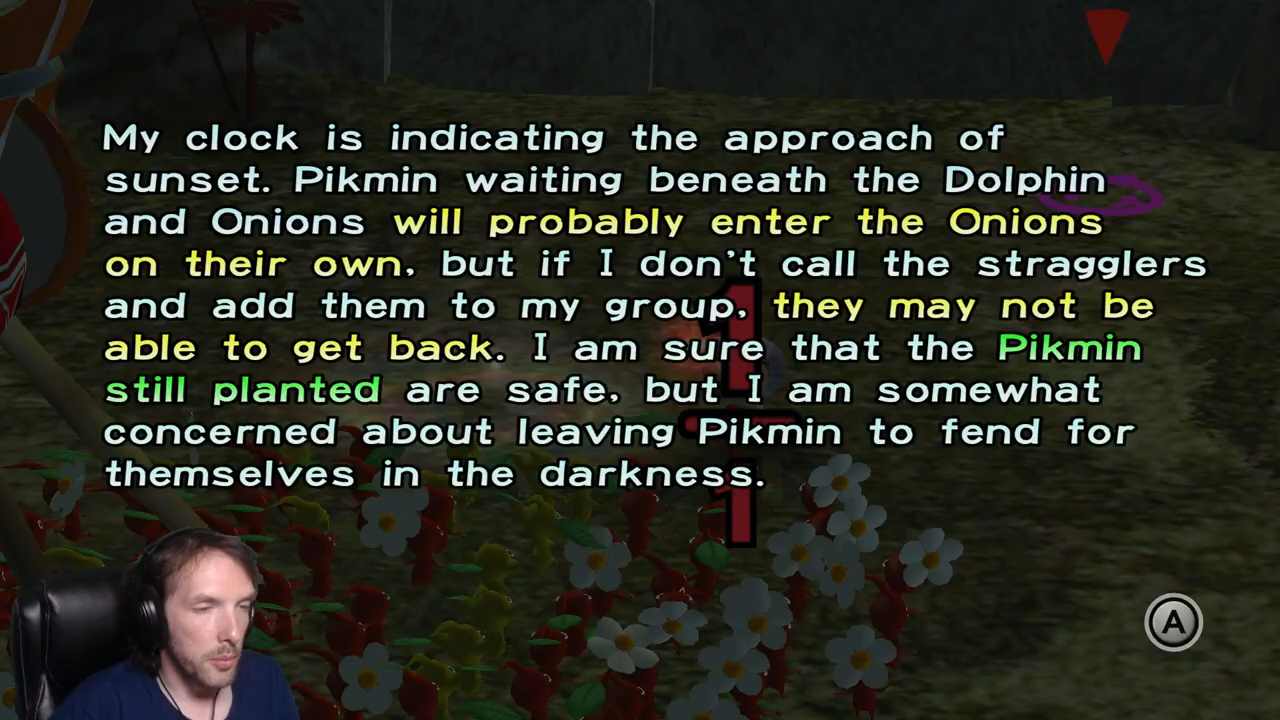 My clock is indicating the approach of
sunset. Pikmin waiting beneath the Dolphin
and Onions will probably enter the Onions
on their own, but if I don't call the stragglers
and add them to my group, they may not be
able to get back. I am sure that the Pikmin
still planted are safe, but I am somewhat
concerned about leaving Pikmin to fend for
themselves in the darkness.
1
1
A